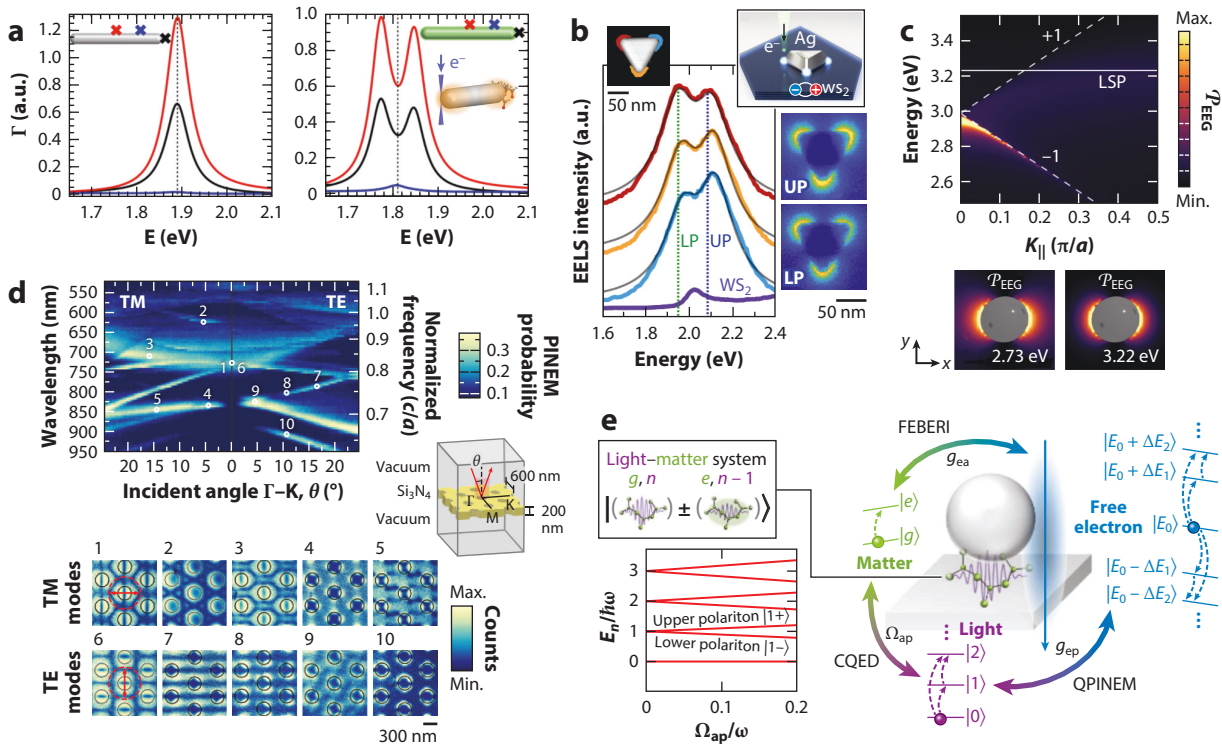 a
Γ (a.u.)
1.2
1.0
0.8
0.6
0.4
0.2
0
1.7
1.8
1.9
2.0
2.1
E (eV)
1.0
0.8
0.6
0.4
0.2
0
e⁻
1.7
1.8
1.9
2.0
2.1
E (eV)
b
50 nm
e⁻
Ag
WS₂
EELS intensity (a.u.)
LP
UP
WS₂
1.6
1.8
2.0
2.2
2.4
Energy (eV)
UP
LP
50 nm
c
Energy (eV)
3.4
3.2
3.0
2.8
2.6
+1
LSP
−1
0
0.1
0.2
0.3
0.4
0.5
K|| (π/a)
Max.
𝒫EEG
Min.
y
x
𝒫EEG
2.73 eV
𝒫EEG
3.22 eV
d
Wavelength (nm)
550
600
650
700
750
800
850
900
950
TM
TE
2
3
1
6
7
8
5
4
9
10
1.1
1.0
0.9
0.8
0.7
Normalized
frequency (c/a)
20
15
10
5
0
5
10
15
20
Incident angle Γ–K, θ (°)
0.3
0.2
0.1
PINEM
probability
Vacuum
Si₃N₄
Vacuum
θ
600 nm
Γ
K
M
200
nm
TM
modes
1
2
3
4
5
TE
modes
6
7
8
9
10
Max.
Counts
Min.
300 nm
e
Light–matter system
g, n
e, n − 1
|( ) ± ( )⟩
Eₙ/ħω
3
2
1
0
Upper polariton |1+⟩
Lower polariton |1−⟩
0
0.1
0.2
Ωap/ω
FEBERI
gea
|e⟩
|g⟩
Matter
Ωap
CQED
Light
|2⟩
|1⟩
|0⟩
gep
QPINEM
|E₀ + ΔE₂⟩
|E₀ + ΔE₁⟩
Free
electron
|E₀⟩
|E₀ − ΔE₁⟩
|E₀ − ΔE₂⟩